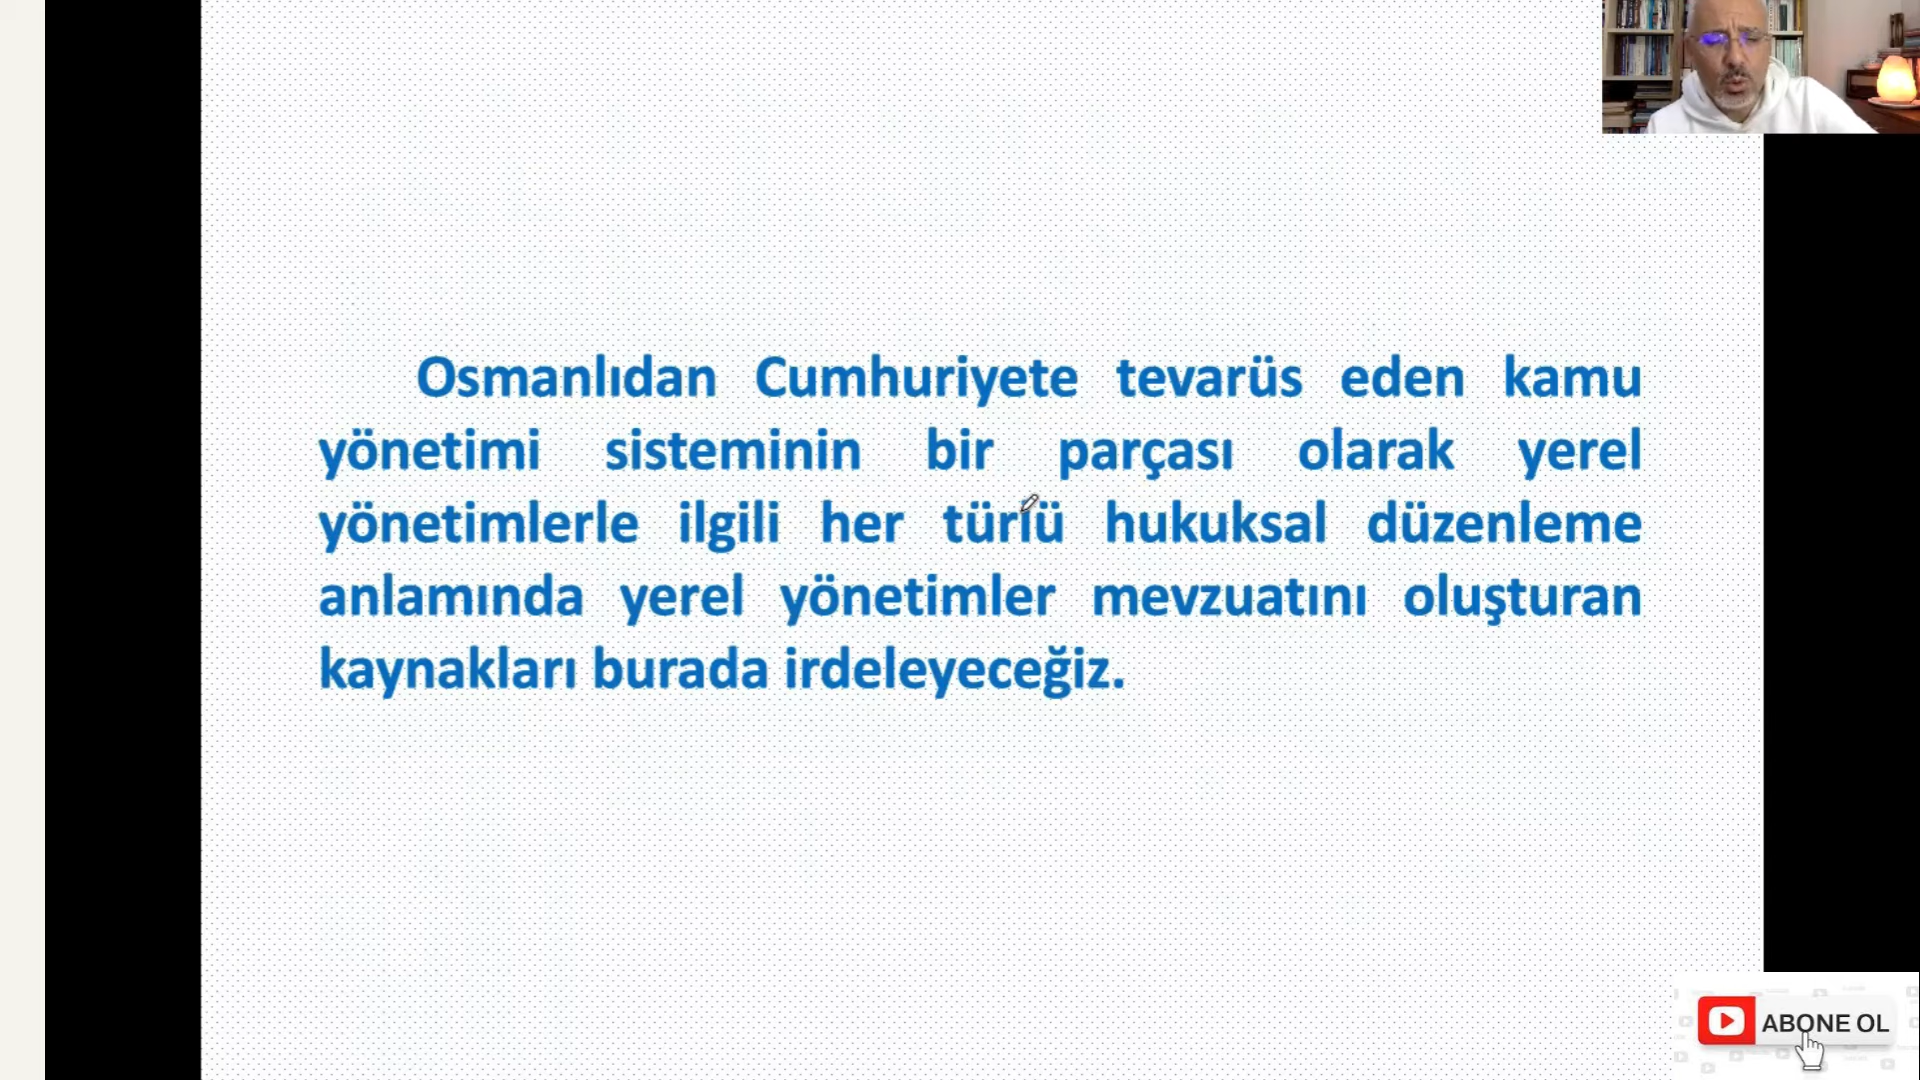 Osmanlıdan Cumhuriyete tevarüs eden kamu
yönetimi sisteminin bir parçası olarak yerel
yönetimlerle ilgili her türlü hukuksal düzenleme
anlamında yerel yönetimler mevzuatını oluşturan
kaynakları burada irdeleyeceğiz.
ABONE OL